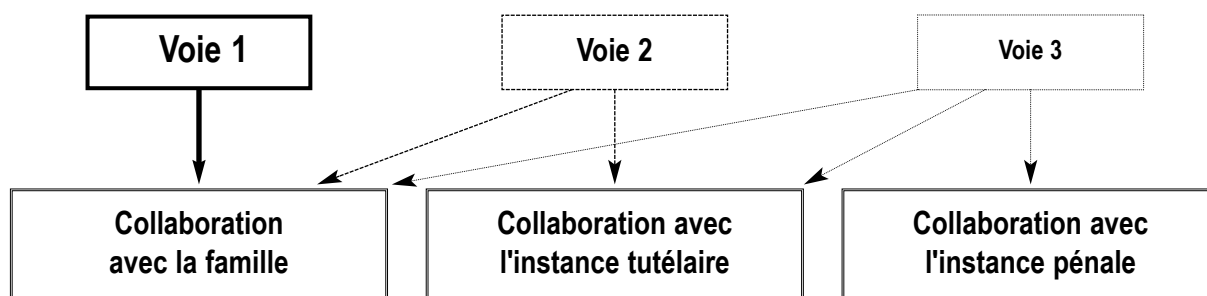 Voie 1
Voie 2
Voie 3
Collaboration
avec la famille
Collaboration avec
l'instance tutélaire
Collaboration avec
l'instance pénale